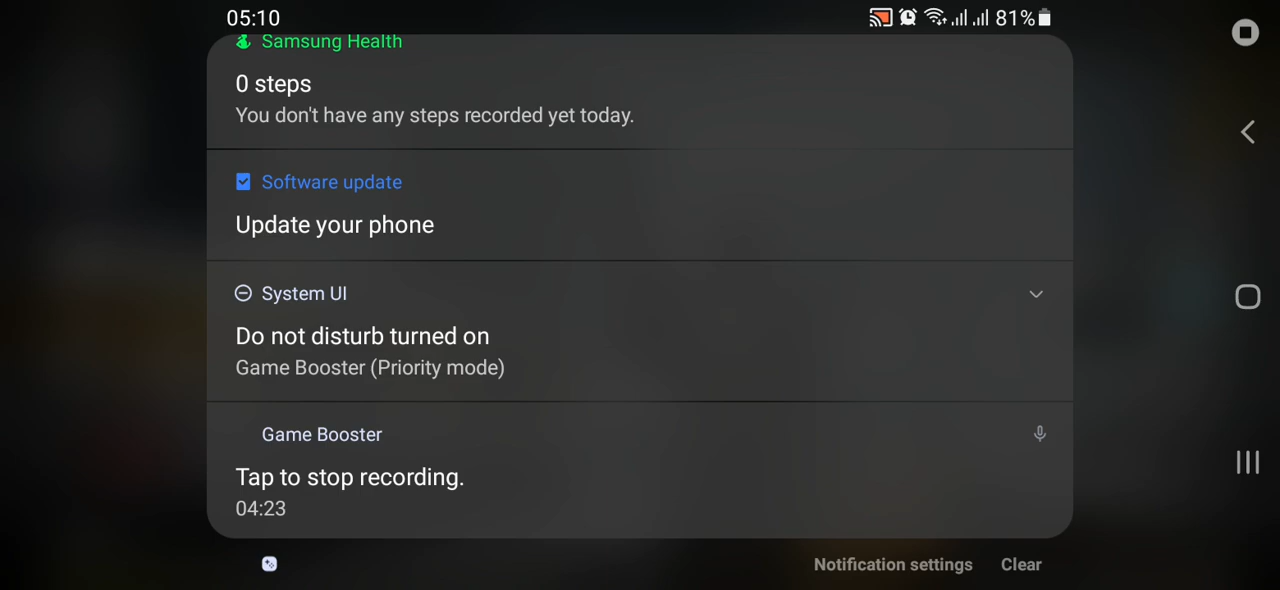 05:10
81%
Samsung Health
0 steps
You don't have any steps recorded yet today.
Software update
Update your phone
System UI
Do not disturb turned on
Game Booster (Priority mode)
Game Booster
Tap to stop recording.
04:23
Notification settings
Clear